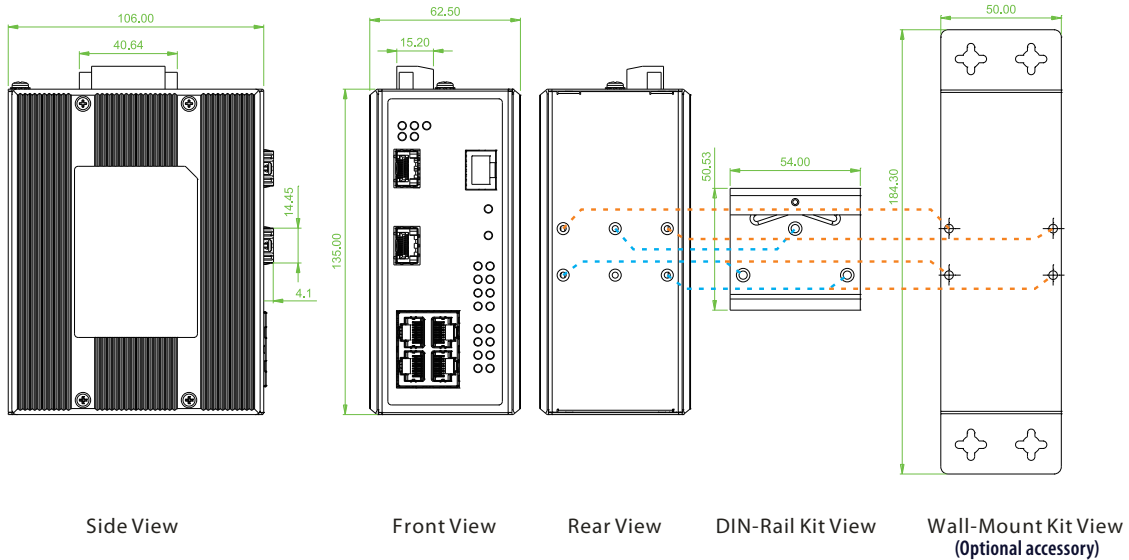 106.00
40.64
14.45
4.1
62.50
15.20
135.00
50.53
54.00
50.00
184.30
Side View
Front View
Rear View
DIN-Rail Kit View
Wall-Mount Kit View
(Optional accessory)